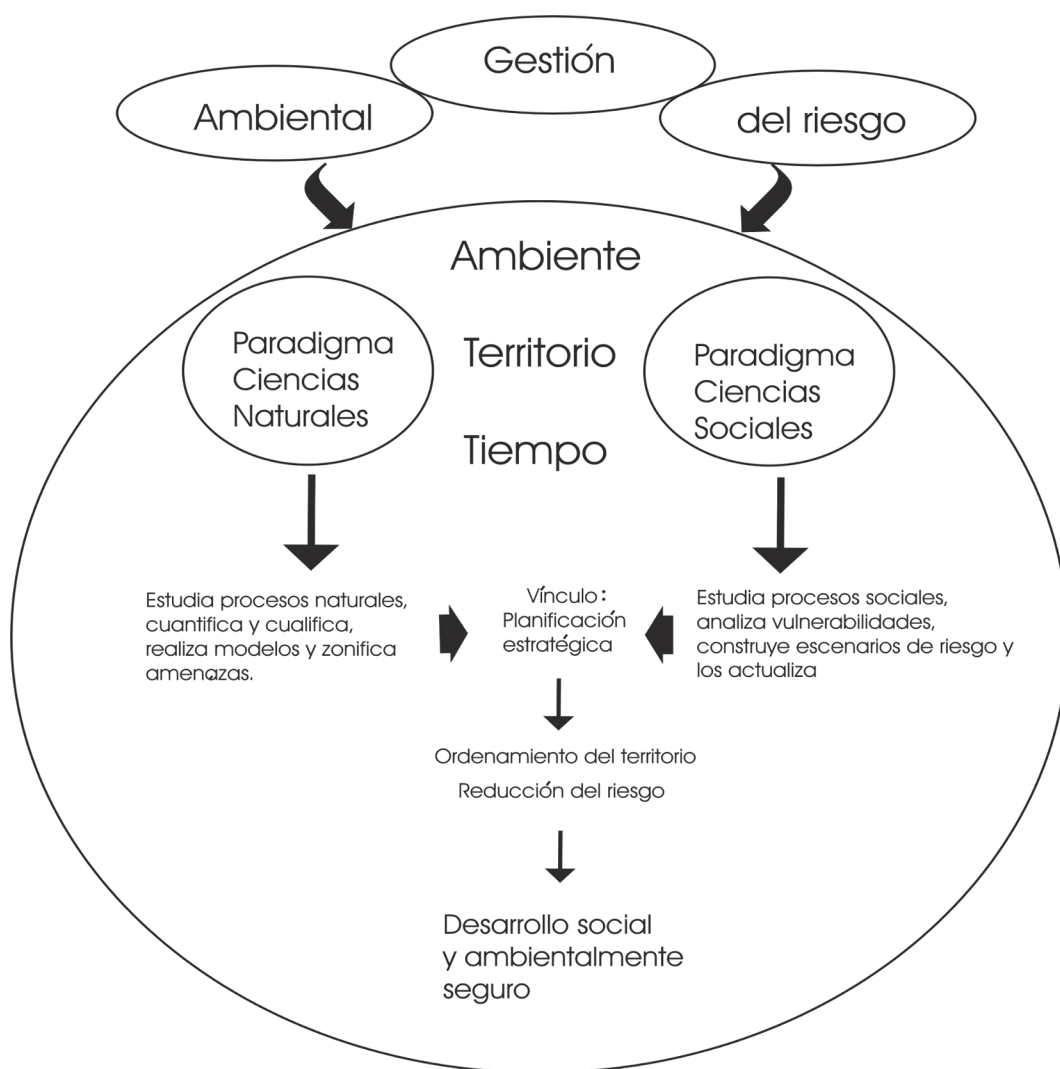 Gestión
Ambiental
del riesgo
Ambiente
Territorio
Tiempo
Paradigma
Ciencias
Naturales
Paradigma
Ciencias
Sociales
Estudia procesos naturales,
cuantifica y cualifica,
realiza modelos y zonifica
amenazas.
Vínculo:
Planificación
estratégica
Estudia procesos sociales,
analiza vulnerabilidades,
construye escenarios de riesgo y
los actualiza
Ordenamiento del territorio
Reducción del riesgo
Desarrollo social
y ambientalmente
seguro